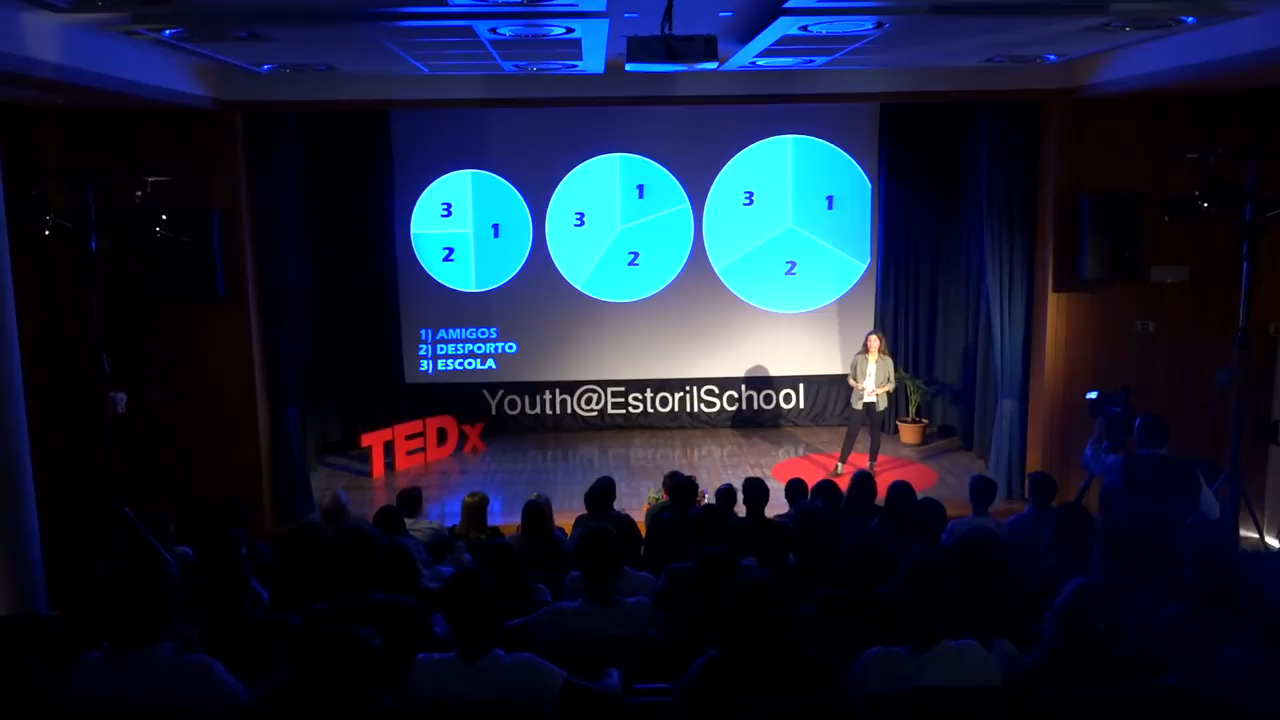 3
1
2
3
1
2
3
1
2
1) AMIGOS
2) DESPORTO
3) ESCOLA
Youth@EstorilSchool
TEDx